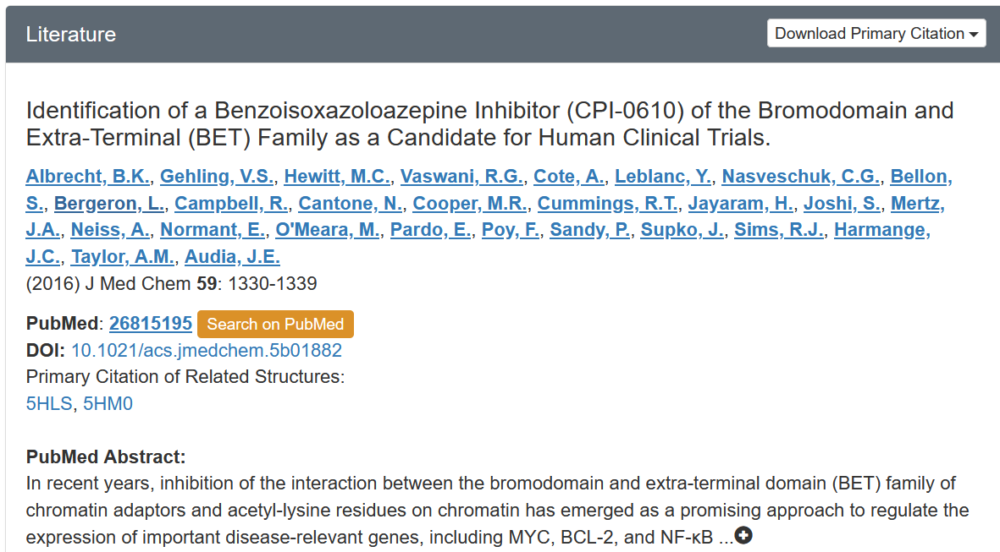 Literature
Download Primary Citation
Identification of a Benzoisoxazoloazepine Inhibitor (CPI-0610) of the Bromodomain and
Extra-Terminal (BET) Family as a Candidate for Human Clinical Trials.
Albrecht, B.K., Gehling, V.S., Hewitt, M.C., Vaswani, R.G., Cote, A., Leblanc, Y., Nasveschuk, C.G., Bellon,
S., Bergeron, L., Campbell, R., Cantone, N., Cooper, M.R., Cummings, R.T., Jayaram, H., Joshi, S., Mertz,
J.A., Neiss, A., Normant, E., O'Meara, M., Pardo, E., Poy, F., Sandy, P., Supko, J., Sims, R.J., Harmange,
J.C., Taylor, A.M., Audia, J.E.
(2016) J Med Chem 59: 1330-1339
PubMed: 26815195 Search on PubMed
DOI: 10.1021/acs.jmedchem.5b01882
Primary Citation of Related Structures:
5HLS, 5HM0
PubMed Abstract:
In recent years, inhibition of the interaction between the bromodomain and extra-terminal domain (BET) family of
chromatin adaptors and acetyl-lysine residues on chromatin has emerged as a promising approach to regulate the
expression of important disease-relevant genes, including MYC, BCL-2, and NF-κB ...